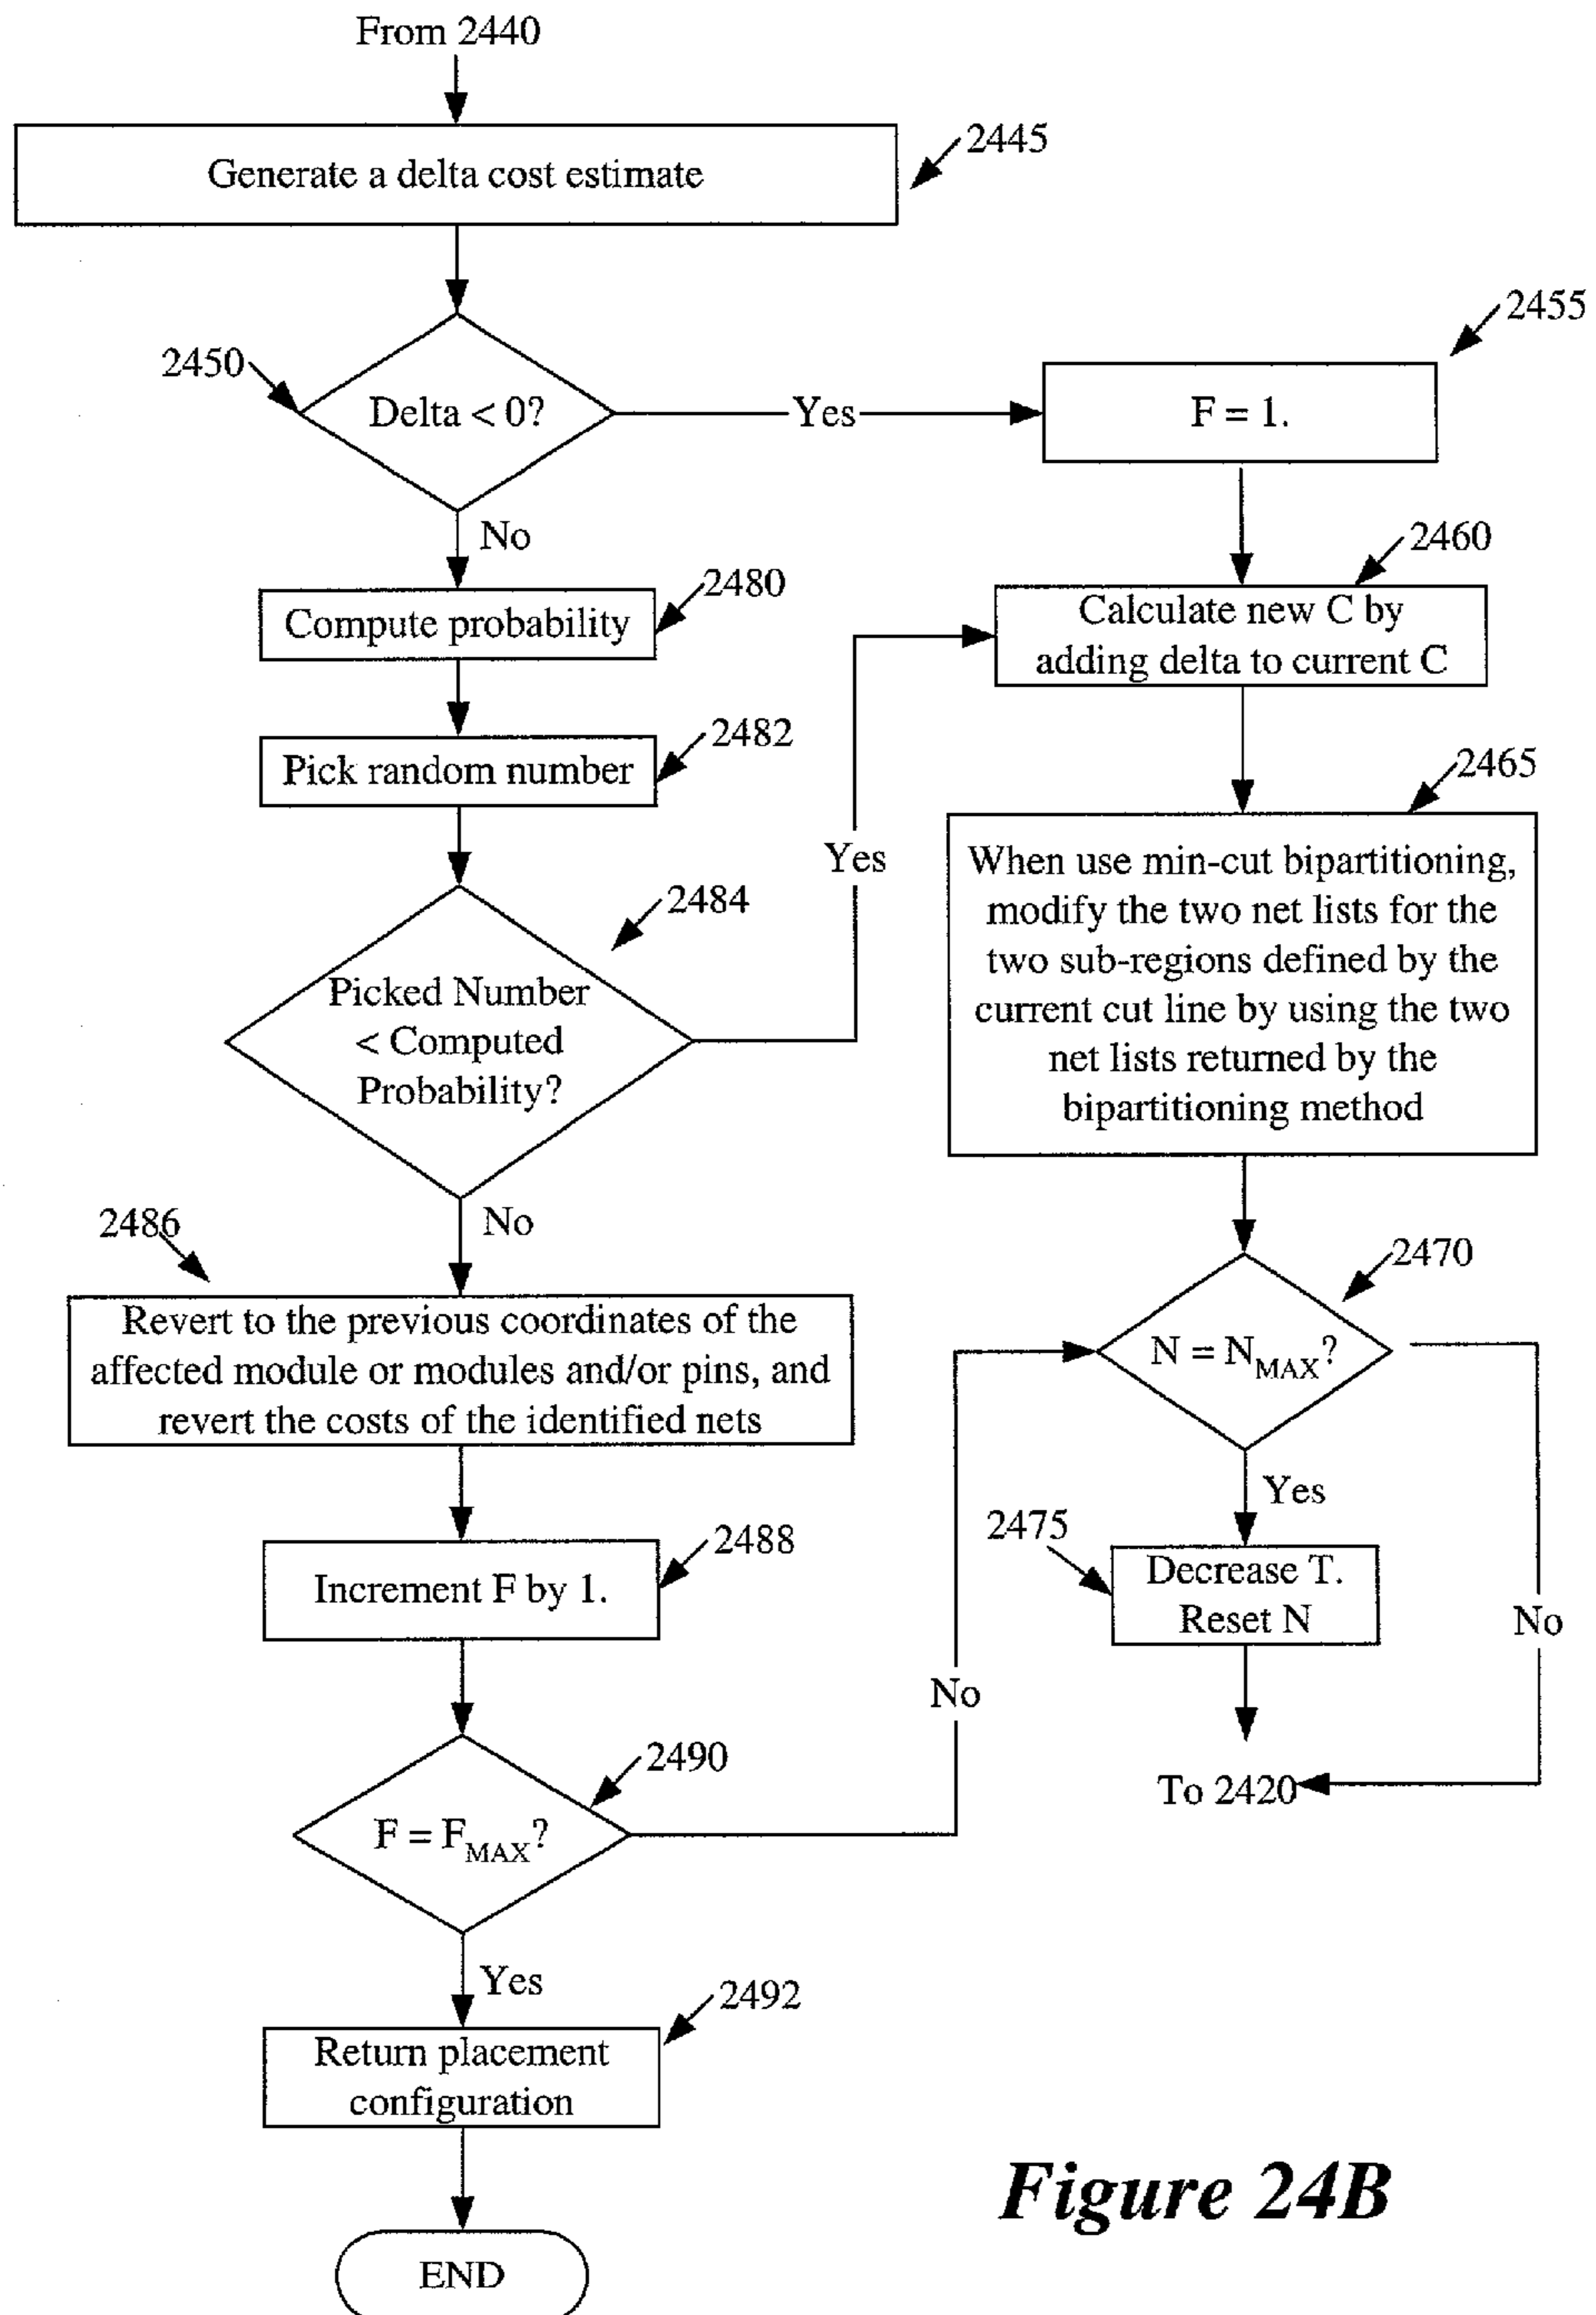 From 2440
Generate a delta cost estimate
2445
2450
Delta < 0?
Yes
F = 1.
2455
No
Compute probability
2480
Calculate new C by
adding delta to current C
2460
Pick random number
2482
Yes
When use min-cut bipartitioning,
modify the two net lists for the
two sub-regions defined by the
current cut line by using the two
net lists returned by the
bipartitioning method
2465
Picked Number
< Computed
Probability?
2484
No
2486
Revert to the previous coordinates of the
affected module or modules and/or pins, and
revert the costs of the identified nets
N = NMAX?
2470
Yes
No
2475
Decrease T.
Reset N
To 2420
Increment F by 1.
2488
F = FMAX?
2490
No
Yes
Return placement
configuration
2492
END
Figure 24B